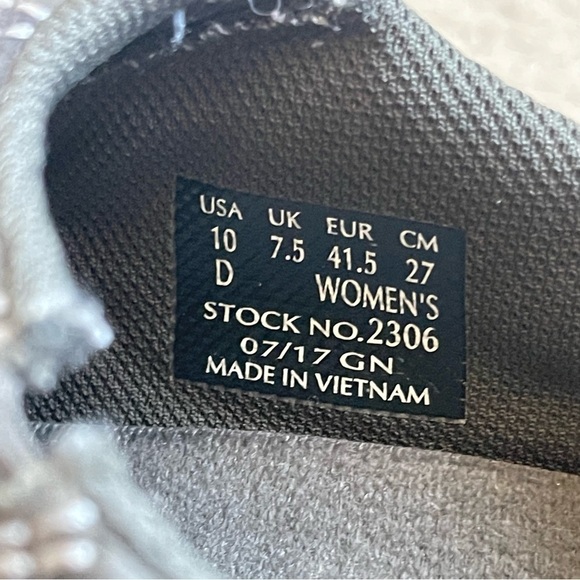 USA UK EUR CM
10 7.5 41.5 27
D WOMEN'S
STOCK NO.2306
07/17 GN
MADE IN VIETNAM